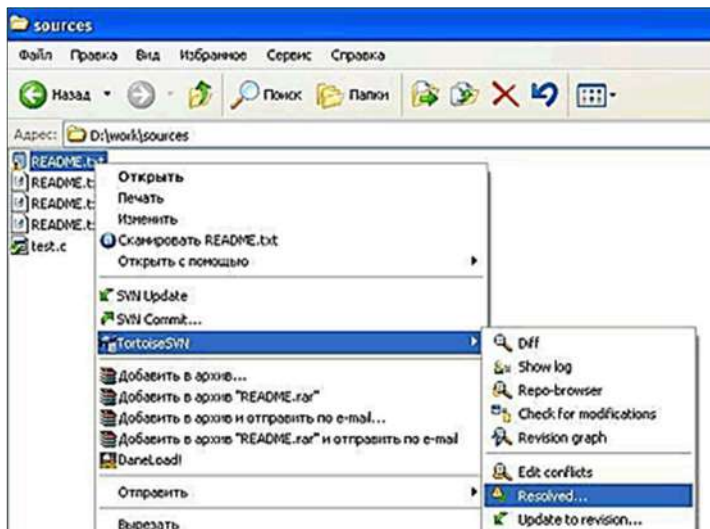 sources
Файл Правка Вид Избранное Сервис Справка
Назад Поиск Папки
Адрес: D:\work\sources
README.txt
README.t
README.t
README.t
test.c
Открыть
Печать
Изменить
Сканировать README.txt
Открыть с помощью
SVN Update
SVN Commit...
TortoiseSVN
Добавить в архив...
Добавить в архив "README.rar"
Добавить в архив и отправить по e-mail...
Добавить в архив "README.rar" и отправить по e-mail
DaneLoad!
Отправить
Вырезать
Diff
Show log
Repo-browser
Check for modifications
Revision graph
Edit conflicts
Resolved...
Update to revision...